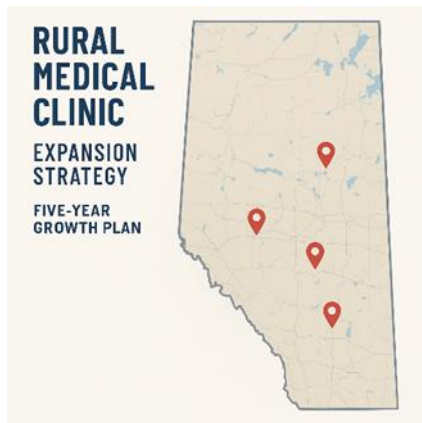 RURAL
MEDICAL
CLINIC
EXPANSION
STRATEGY
FIVE-YEAR
GROWTH PLAN